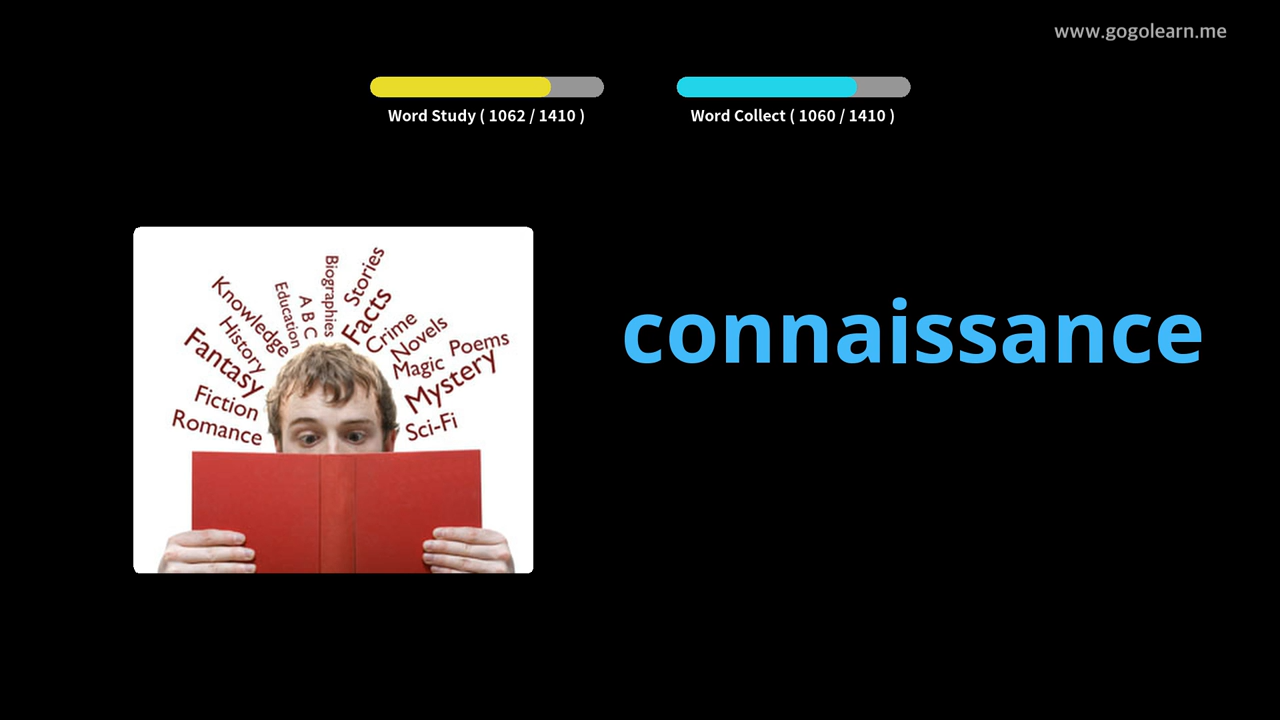 www.gogolearn.me
Word Study ( 1062 / 1410 )
Word Collect ( 1060 / 1410 )
Knowledge
History
Fantasy
Fiction
Romance
Education
A B C
Biographies
Stories
Facts
Crime
Novels
Magic
Poems
Mystery
Sci-Fi
connaissance